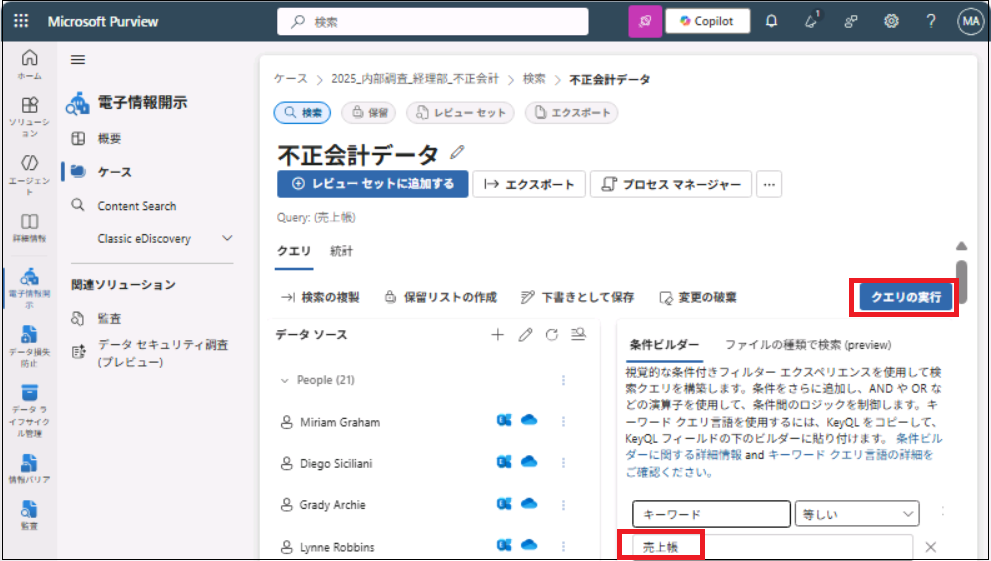 Microsoft Purview
検索
Copilot
1
MA
ホーム
ソリューシ
ョン
エージェン
ト
詳細情報
電子情報開
示
データ損失
防止
データ ラ
イフサイク
ル管理
情報バリア
監査
電子情報開示
概要
ケース
Content Search
Classic eDiscovery
関連ソリューション
監査
データ セキュリティ調査
(プレビュー)
ケース > 2025_内部調査_経理部_不正会計 > 検索 > 不正会計データ
検索 保留 レビュー セット エクスポート
不正会計データ
レビュー セットに追加する エクスポート プロセス マネージャー ...
Query: (売上帳)
クエリ 統計
検索の複製 保留リストの作成 下書きとして保存 変更の破棄 クエリの実行
データ ソース
People (21)
Miriam Graham
Diego Siciliani
Grady Archie
Lynne Robbins
条件ビルダー ファイルの種類で検索 (preview)
視覚的な条件付きフィルター エクスペリエンスを使用して検
索クエリを構築します。条件をさらに追加し、AND や OR な
どの演算子を使用して、条件間のロジックを制御します。キ
ーワード クエリ言語を使用するには、KeyQL をコピーして、
KeyQL フィールドの下のビルダーに貼り付けます。 条件ビル
ダーに関する詳細情報 and キーワード クエリ言語の詳細を
ご確認ください。
キーワード 等しい
売上帳